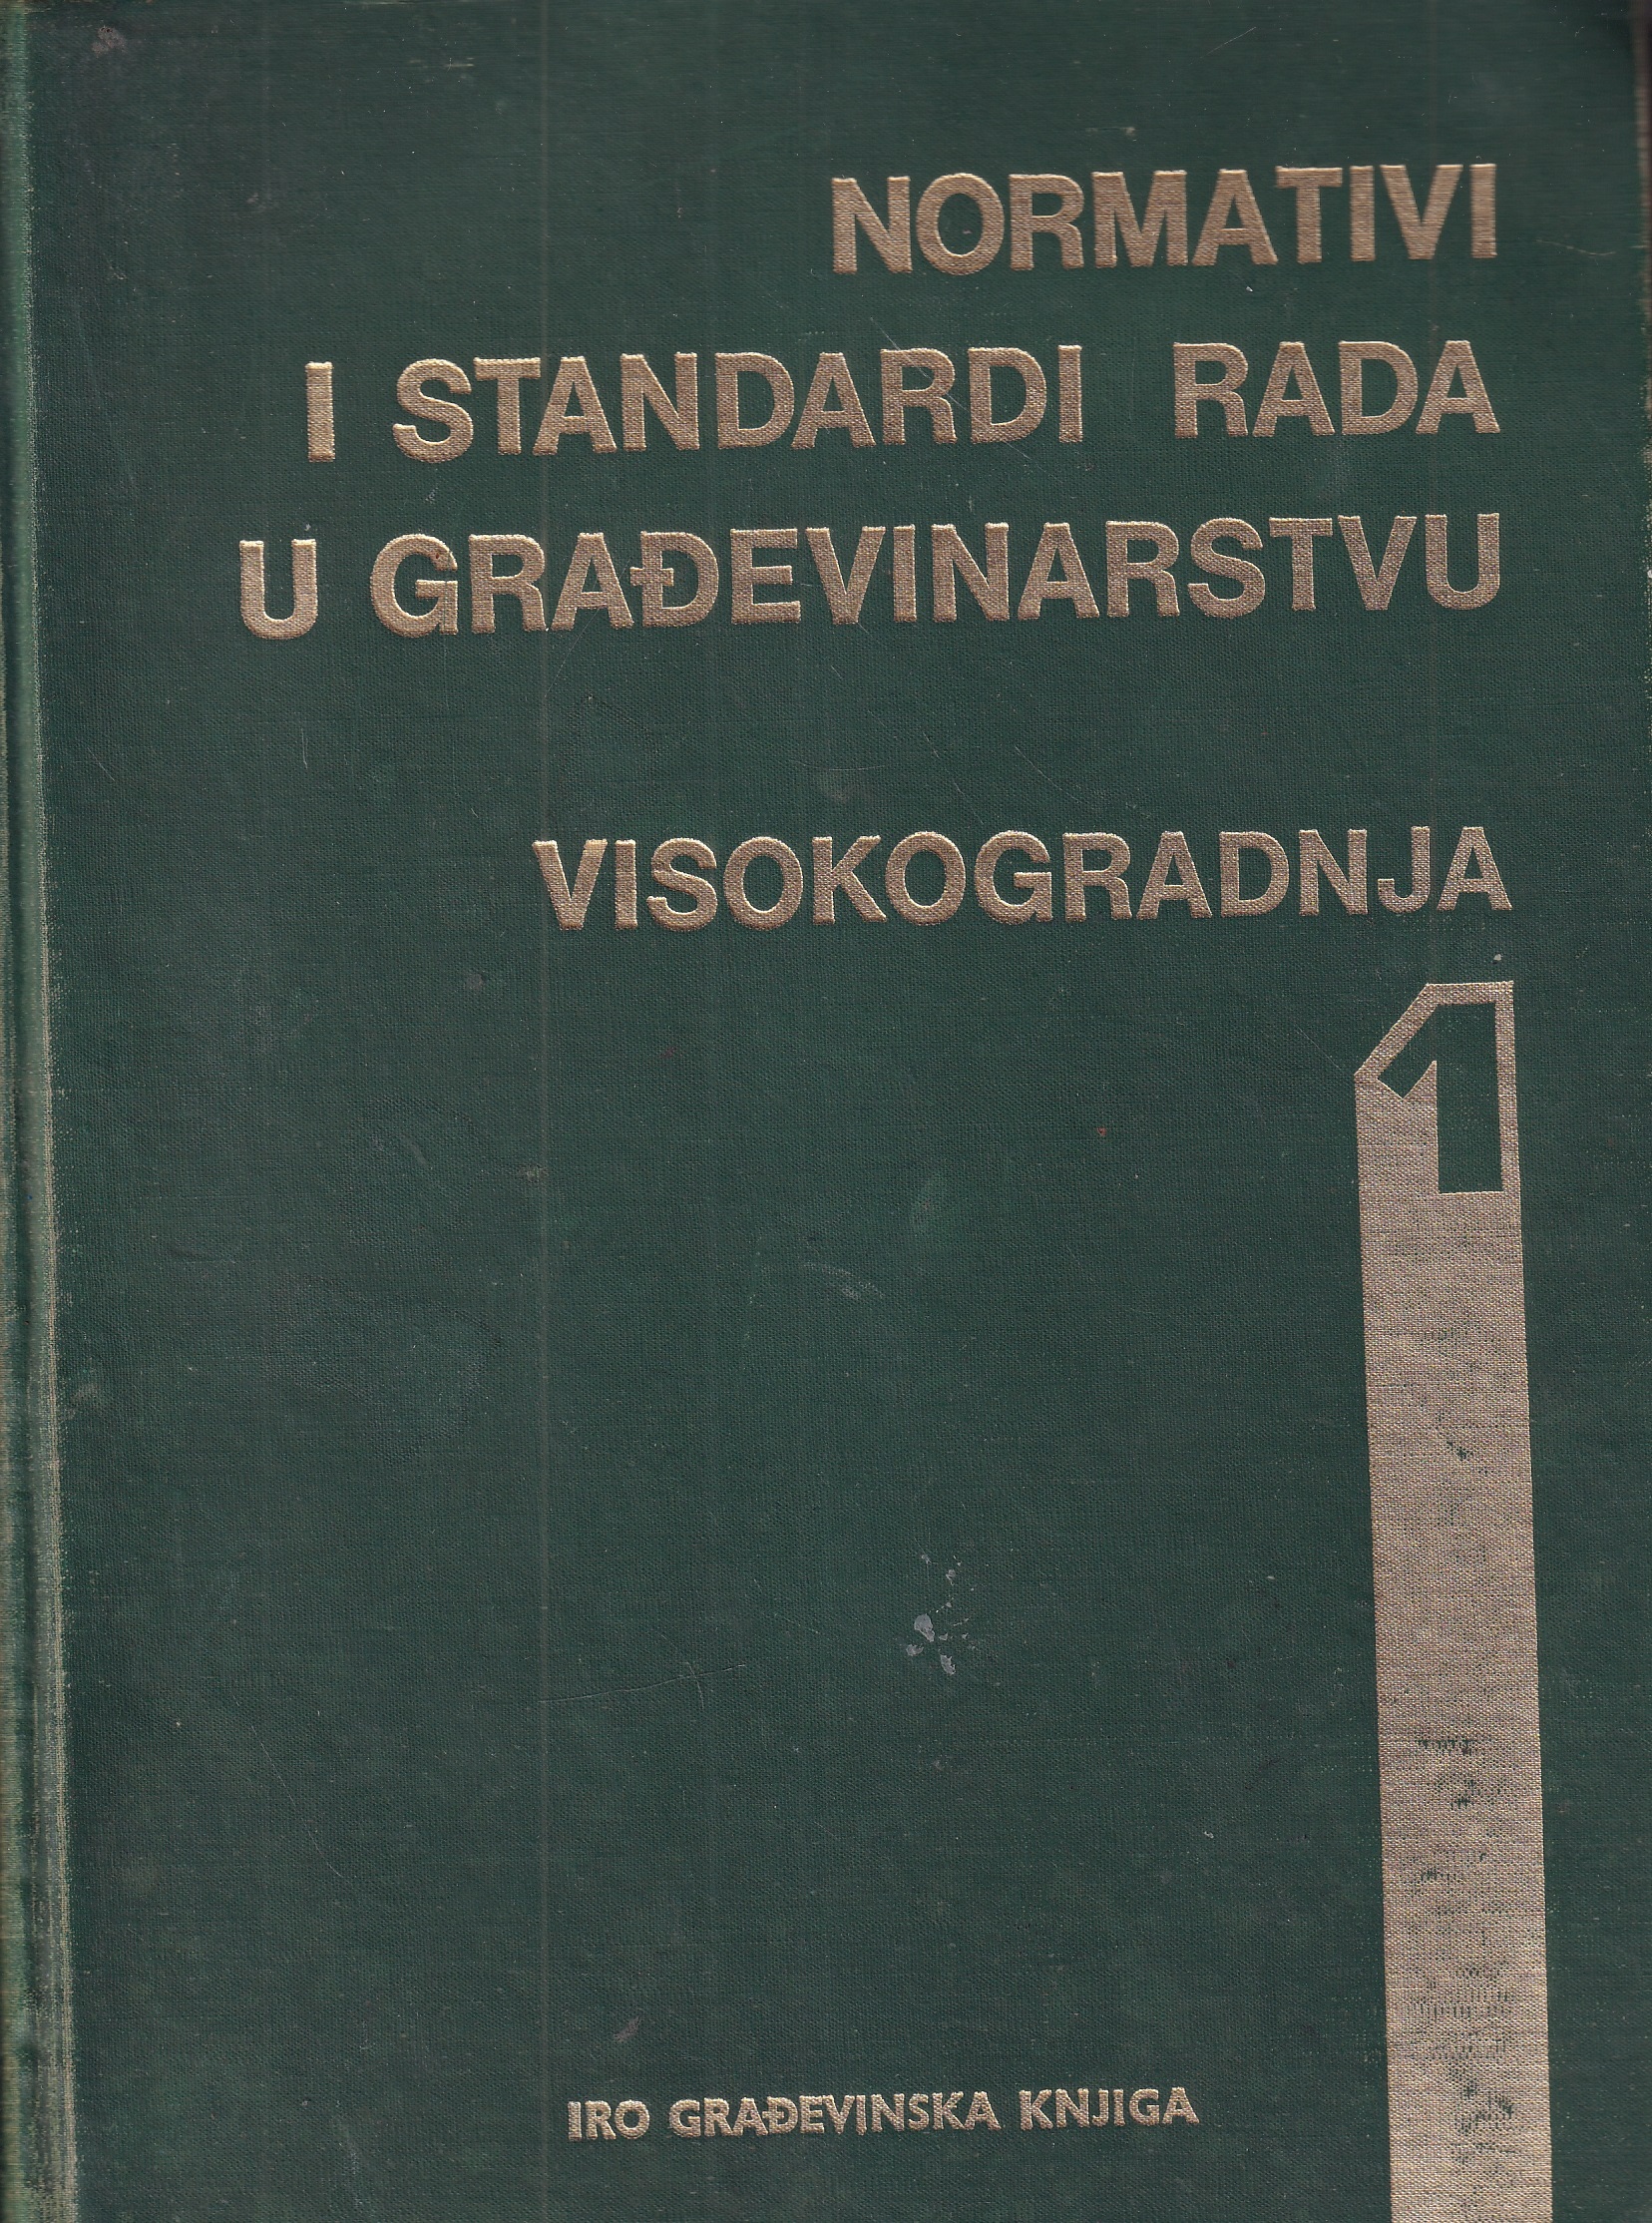 NORMATIVI
I STANDARDI RADA
U GRAĐEVINARSTVU
VISOKOGRADNJA
1
IRO GRAĐEVINSKA KNJIGA